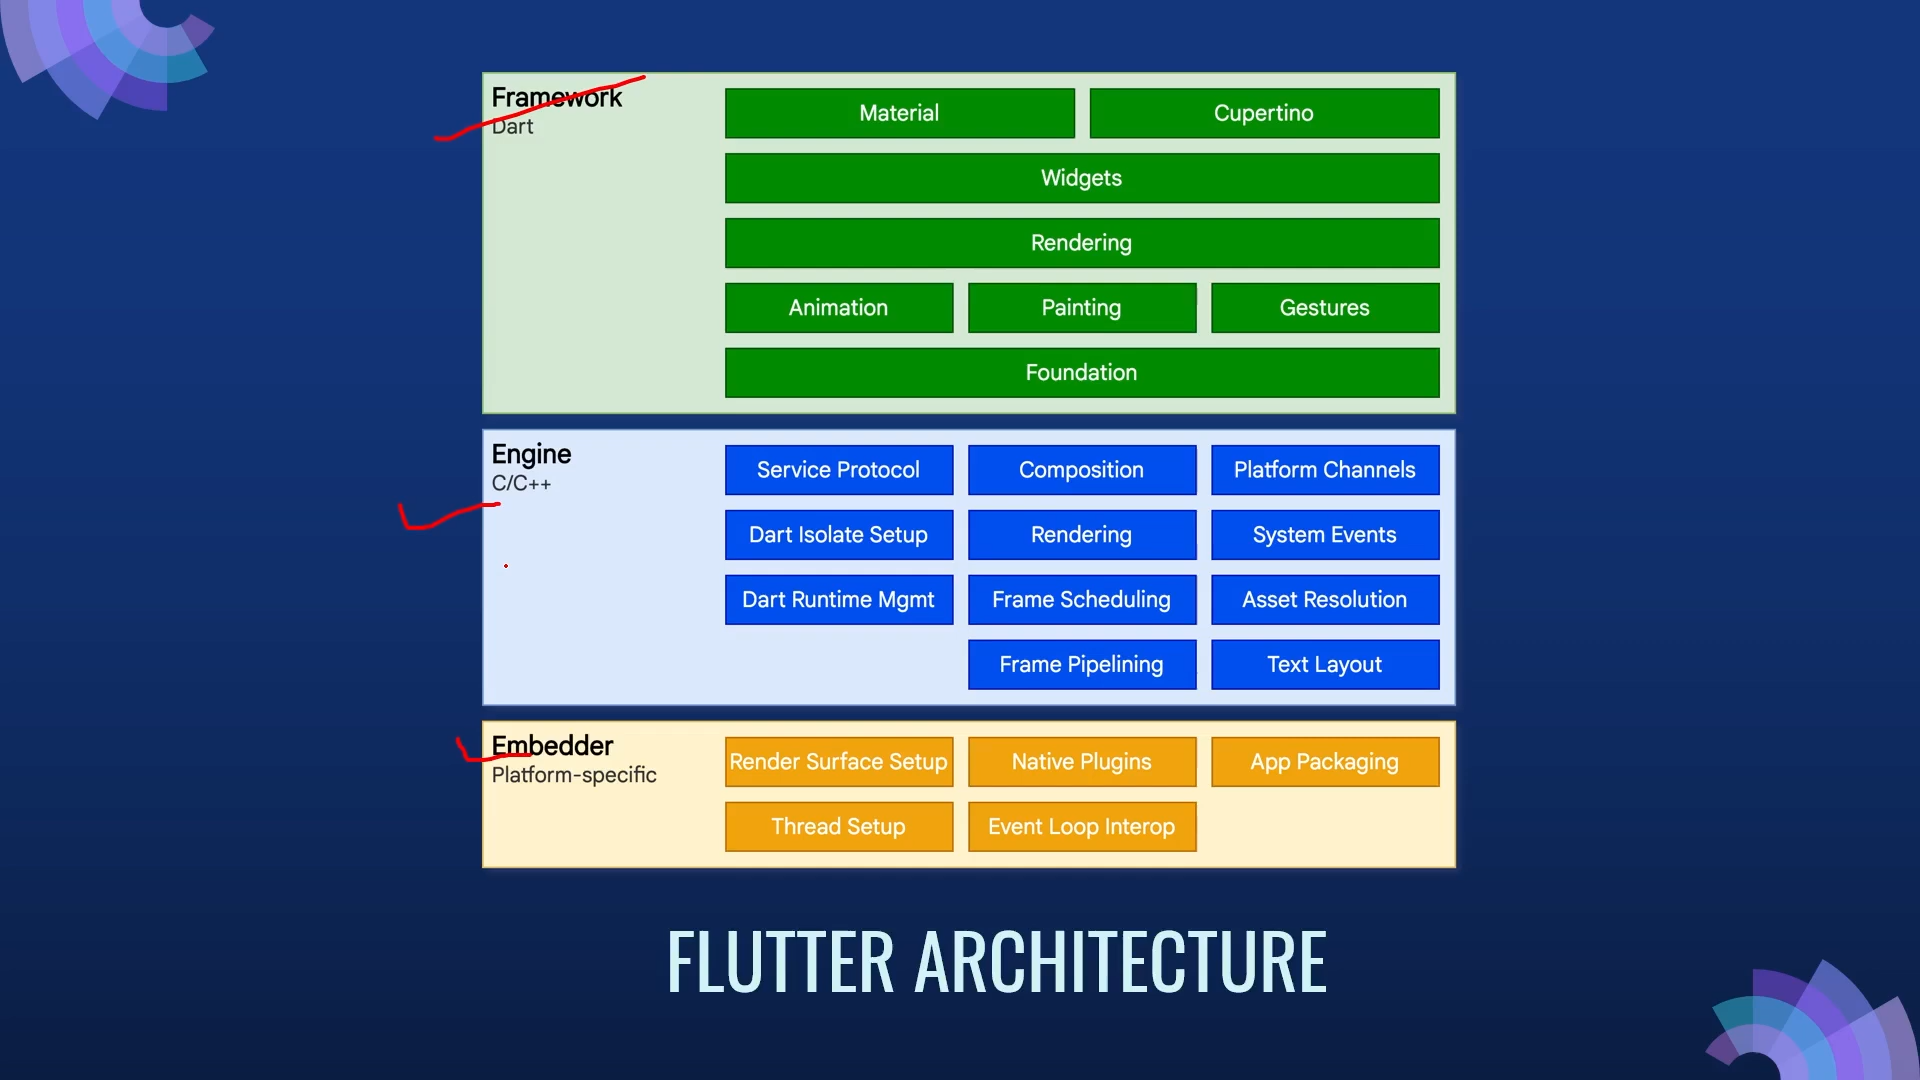 Framework
Dart
Material
Cupertino
Widgets
Rendering
Animation
Painting
Gestures
Foundation
Engine
C/C++
Service Protocol
Composition
Platform Channels
Dart Isolate Setup
Rendering
System Events
Dart Runtime Mgmt
Frame Scheduling
Asset Resolution
Frame Pipelining
Text Layout
Embedder
Platform-specific
Render Surface Setup
Native Plugins
App Packaging
Thread Setup
Event Loop Interop
FLUTTER ARCHITECTURE